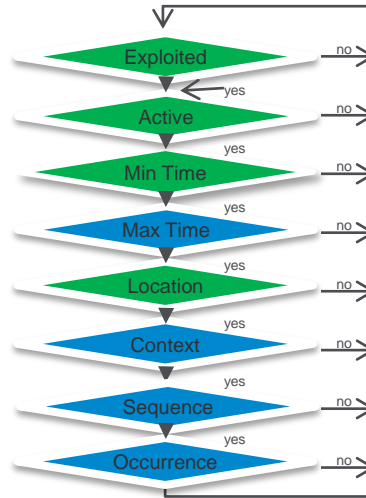 Exploited
no
yes
Active
no
yes
Min Time
no
yes
Max Time
no
yes
Location
no
yes
Context
no
yes
Sequence
no
yes
Occurrence
no